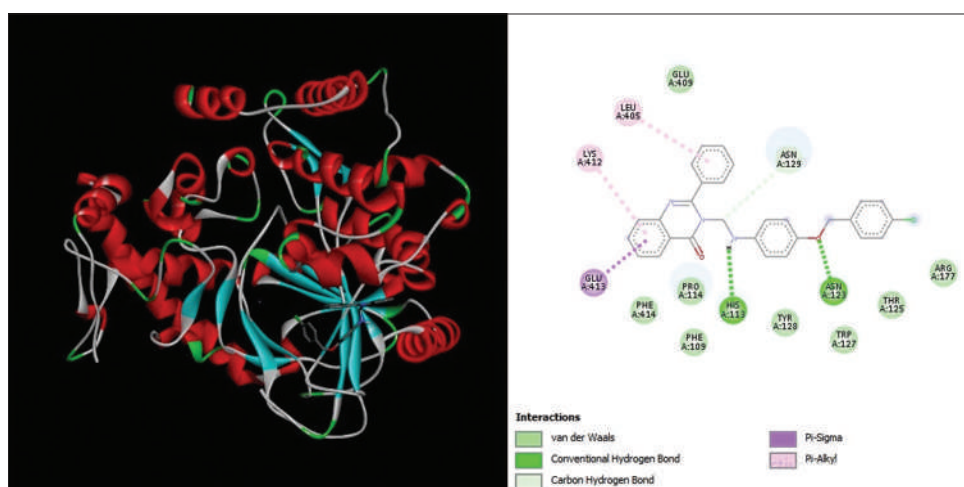 GLU
A:409
LEU
A:405
LYS
A:412
ASN
A:129
GLU
A:413
PRO
A:114
PHE
A:414
HIS
A:113
ASN
A:123
ARG
A:177
THR
A:125
TYR
A:128
TRP
A:127
PHE
A:109
N
N
O
Interactions
van der Waals
Conventional Hydrogen Bond
Carbon Hydrogen Bond
Pi-Sigma
Pi-Alkyl